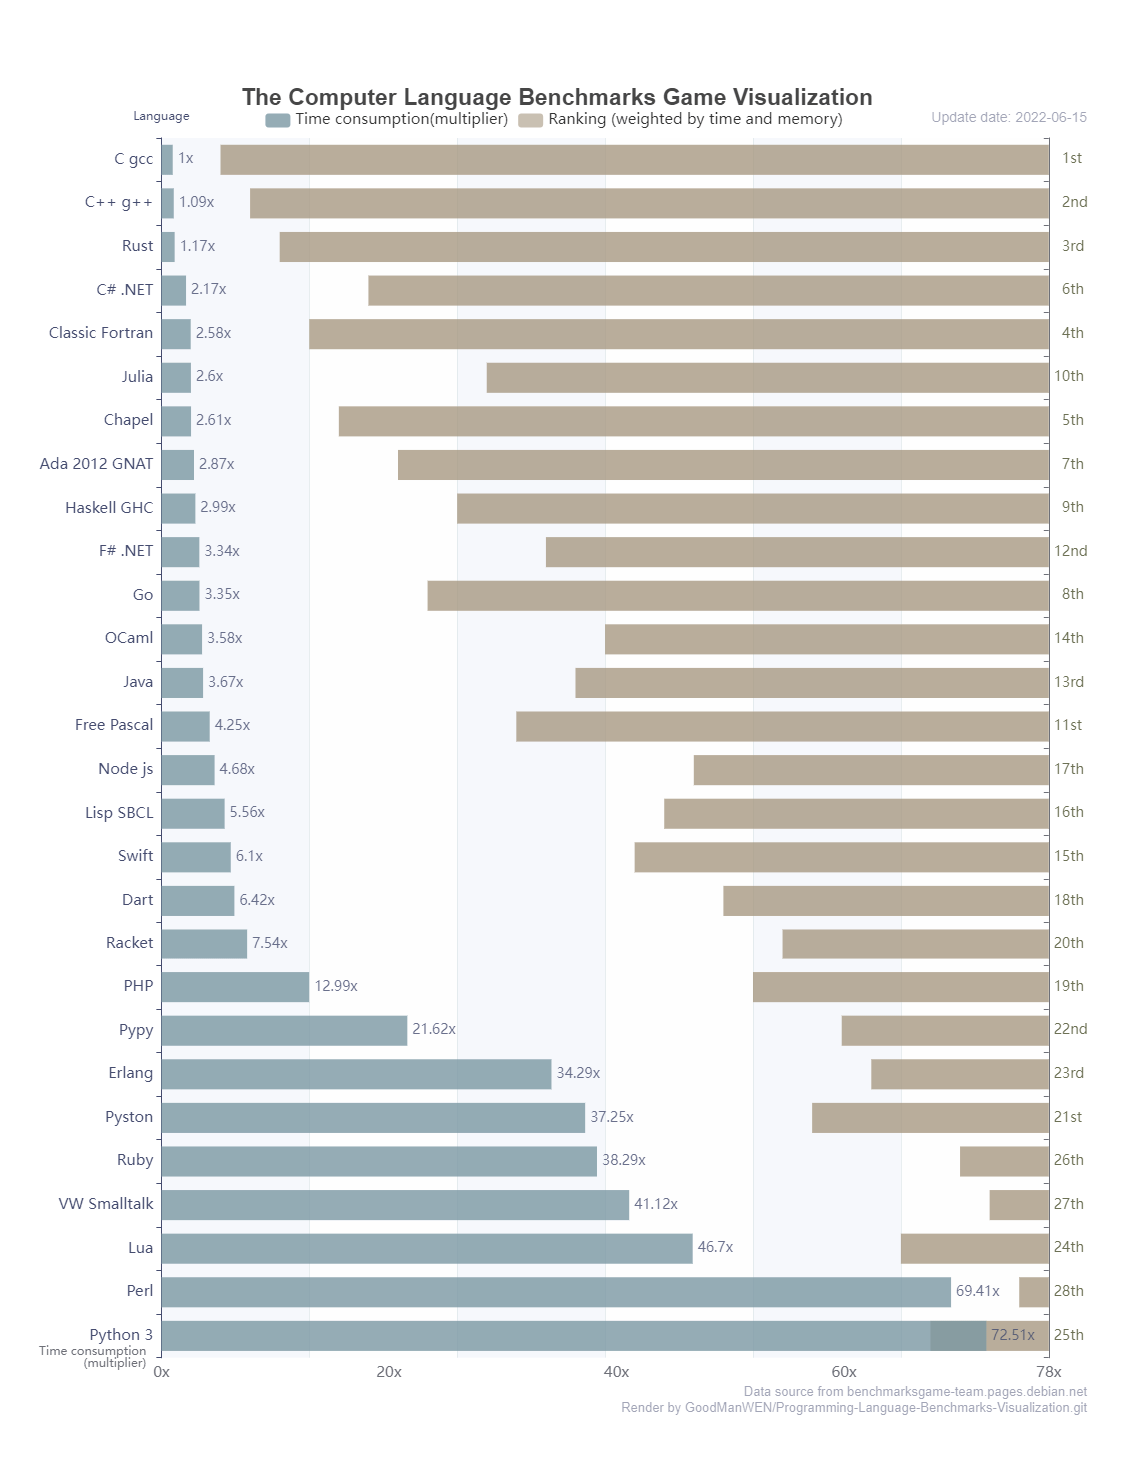 The Computer Language Benchmarks Game Visualization
Language
Time consumption(multiplier)
Ranking (weighted by time and memory)
Update date: 2022-06-15
C gcc 1x 1st
C++ g++ 1.09x 2nd
Rust 1.17x 3rd
C# .NET 2.17x 6th
Classic Fortran 2.58x 4th
Julia 2.6x 10th
Chapel 2.61x 5th
Ada 2012 GNAT 2.87x 7th
Haskell GHC 2.99x 9th
F# .NET 3.34x 12nd
Go 3.35x 8th
OCaml 3.58x 14th
Java 3.67x 13rd
Free Pascal 4.25x 11st
Node js 4.68x 17th
Lisp SBCL 5.56x 16th
Swift 6.1x 15th
Dart 6.42x 18th
Racket 7.54x 20th
PHP 12.99x 19th
Pypy 21.62x 22nd
Erlang 34.29x 23rd
Pyston 37.25x 21st
Ruby 38.29x 26th
VW Smalltalk 41.12x 27th
Lua 46.7x 24th
Perl 69.41x 28th
Python 3 72.51x 25th
Time consumption
(multiplier)
0x 20x 40x 60x 78x
Data source from benchmarksgame-team.pages.debian.net
Render by GoodManWEN/Programming-Language-Benchmarks-Visualization.git